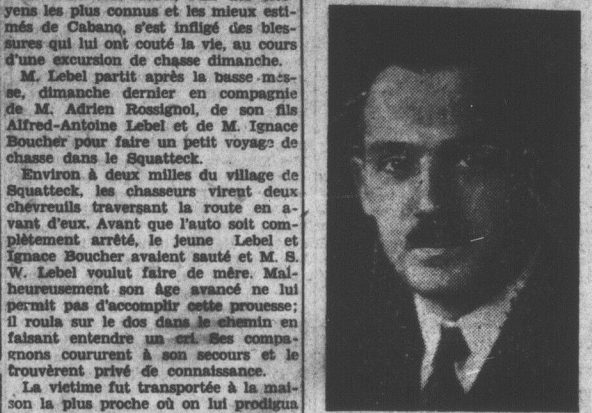 yens les plus connus et les mieux esti-
més de Cabano, s'est infligé des bles-
sures qui lui ont couté la vie, au cours
d'une excursion de chasse dimanche.
M. Lebel partit après la basse mes-
se, dimanche dernier en compagnie
de M. Adrien Rossignol, de son fils
Alfred-Antoine Lebel et de M. Ignace
Boucher pour faire un petit voyage de
chasse dans le Squatteck.
Environ à deux milles du village de
Squatteck, les chasseurs virent deux
chevreuils traversant la route en a-
vant d'eux. Avant que l'auto soit com-
plètement arrêté, le jeune Lebel et
Ignace Boucher avaient sauté et M. S.
W. Lebel voulut faire de mêre. Mal-
heureusement son âge avancé ne lui
permit pas d'accomplir cette prouesse;
il roula sur le dos dans le chemin en
faisant entendre un cri. Ses compa-
gnons coururent à son secours et le
trouvèrent privé de connaissance.
La victime fut transportée à la mai-
son la plus proche où on lui prodigua